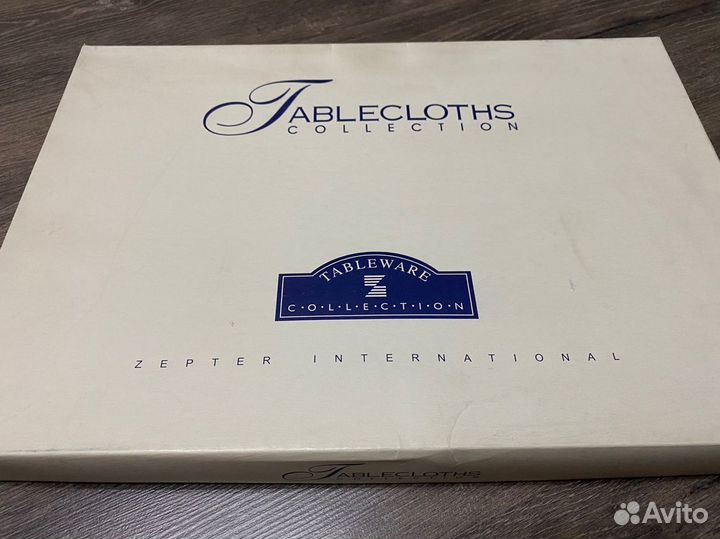 TABLECLOTHS
COLLECTION
TABLEWARE
C·O·L·L·E·C·T·I·O·N
ZEPTER INTERNATIONAL
TABLECLOTHS
Avito